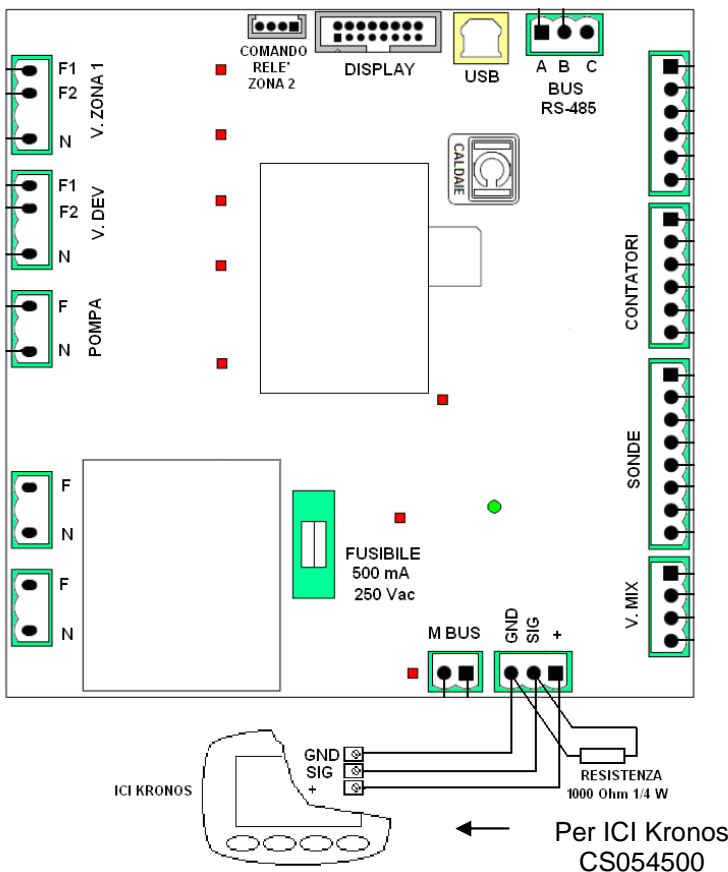 COMANDO
RELE'
ZONA 2
DISPLAY
USB
A B C
BUS
RS-485
F1
F2
N
V. ZONA 1
CALDAIE
F1
F2
N
V. DEV
F
N
POMPA
CONTATORI
SONDE
F
N
F
N
FUSIBILE
500 mA
250 Vac
V. MIX
M BUS
GND
SIG
+
GND
SIG
+
ICI KRONOS
RESISTENZA
1000 Ohm 1/4 W
Per ICI Kronos
CS054500